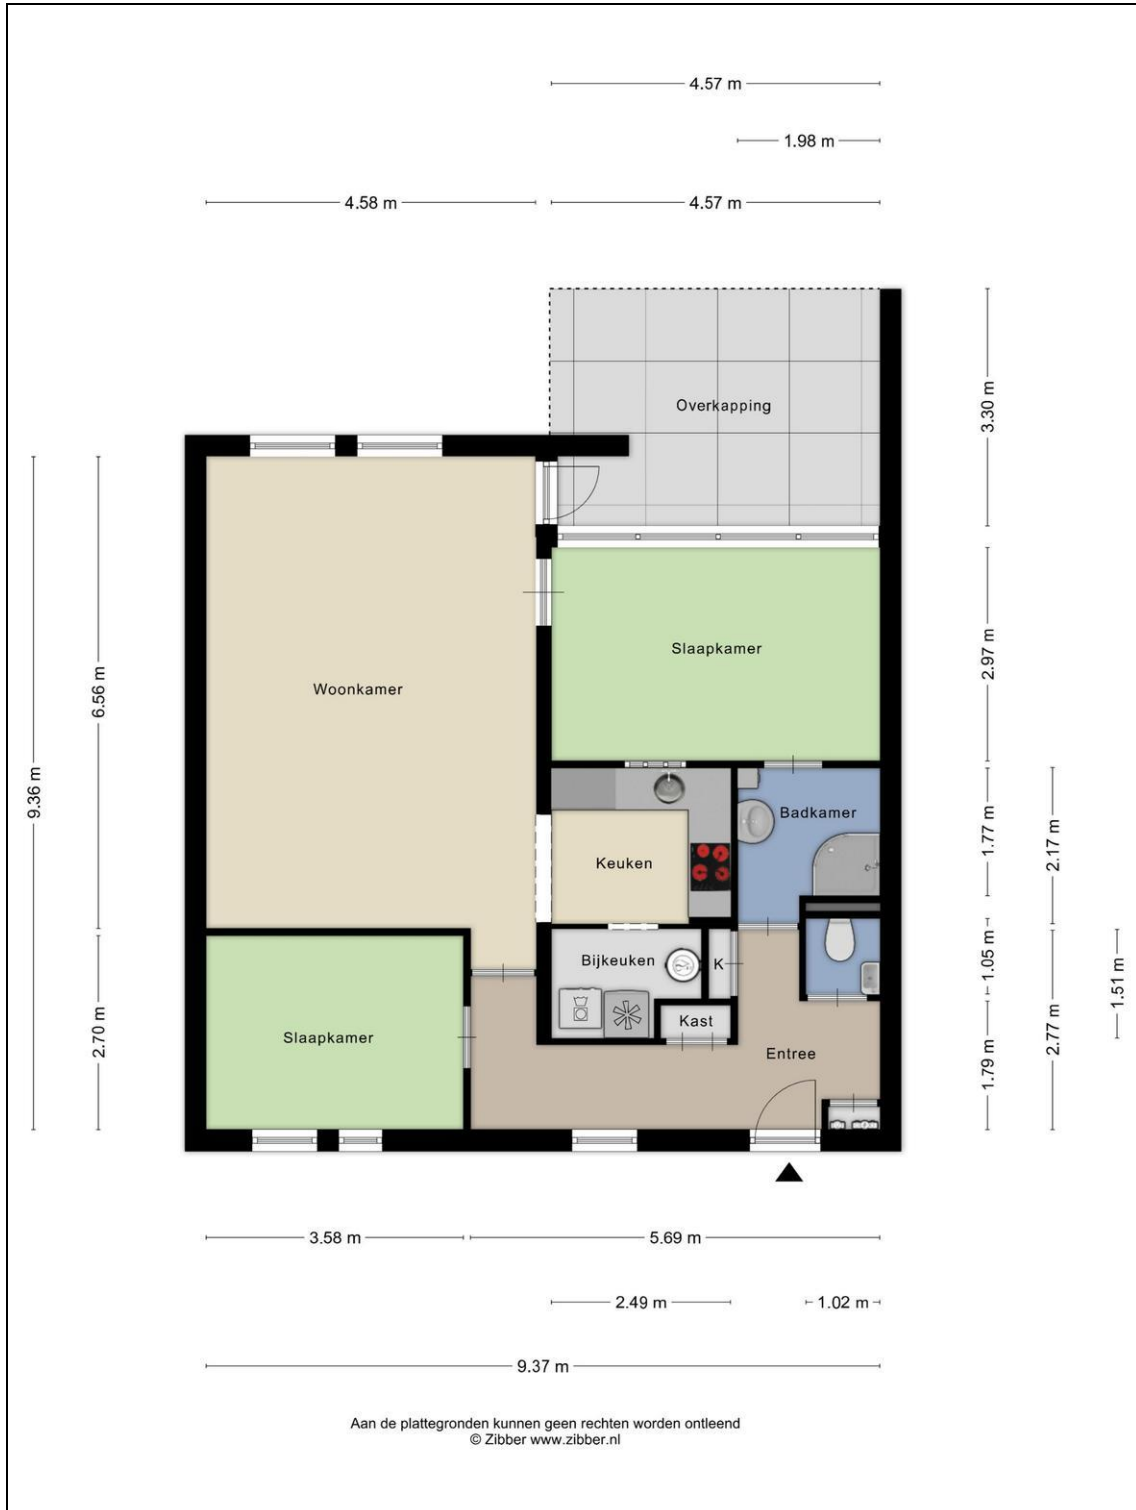 4.57 m
1.98 m
4.58 m
4.57 m
Overkapping
3.30 m
Slaapkamer
2.97 m
Woonkamer
6.56 m
9.36 m
Badkamer
Keuken
1.77 m
2.17 m
Bijkeuken
K
1.05 m
1.51 m
Kast
Slaapkamer
Entree
2.70 m
1.79 m
2.77 m
3.58 m
5.69 m
2.49 m
1.02 m
9.37 m
Aan de plattegronden kunnen geen rechten worden ontleend
© Zibber www.zibber.nl